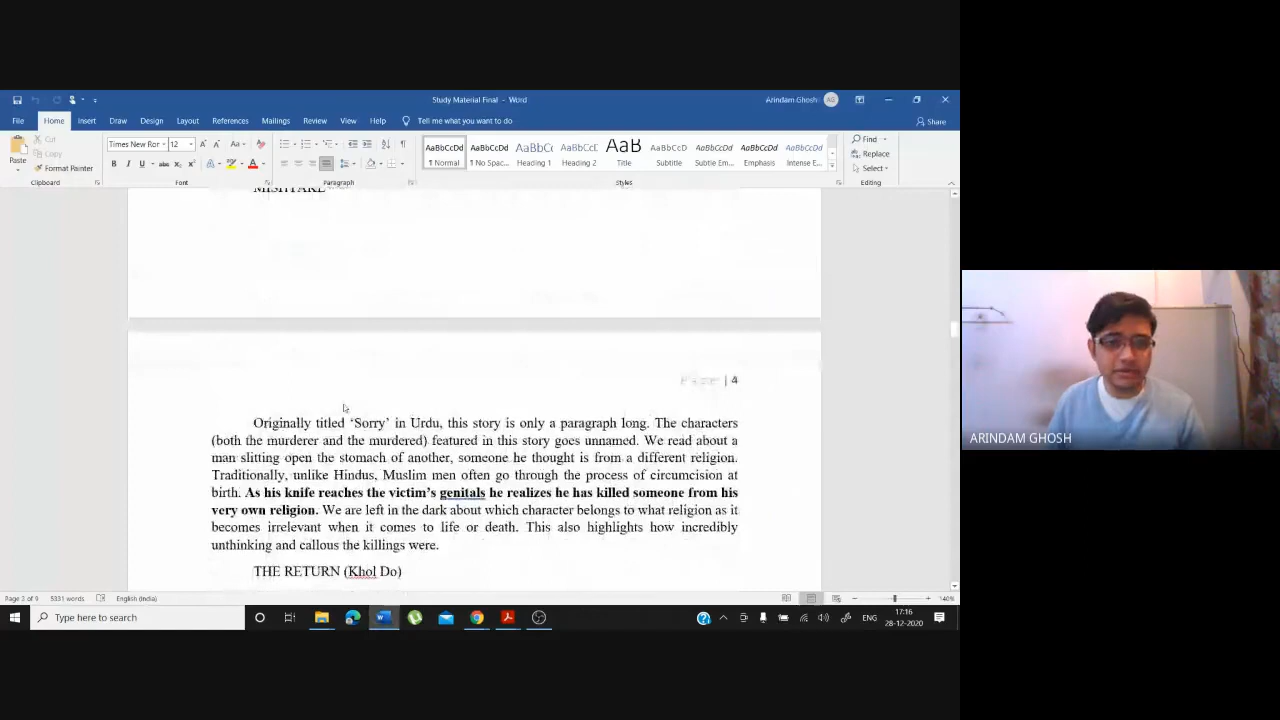 Study Material Final - Word
Arindam Ghosh
AG
File Home Insert Draw Design Layout References Mailings Review View Help Tell me what you want to do
Share
Paste
Cut
Copy
Format Painter
Clipboard
Times New Ror 12
Font
Paragraph
AaBbCcDd AaBbCcDd AaBbCc AaBbCcE AaB AaBbCcD AaBbCcDd AaBbCcDd AaBbCcDd
¶ Normal ¶ No Spac... Heading 1 Heading 2 Title Subtitle Subtle Em... Emphasis Intense E...
Styles
Find
Replace
Select
Editing
MISHTAKE
Page | 4
Originally titled ‘Sorry’ in Urdu, this story is only a paragraph long. The characters
(both the murderer and the murdered) featured in this story goes unnamed. We read about a
man slitting open the stomach of another, someone he thought is from a different religion.
Traditionally, unlike Hindus, Muslim men often go through the process of circumcision at
birth. As his knife reaches the victim’s genitals he realizes he has killed someone from his
very own religion. We are left in the dark about which character belongs to what religion as it
becomes irrelevant when it comes to life or death. This also highlights how incredibly
unthinking and callous the killings were.
THE RETURN (Khol Do)
5331 words English (India)
140%
Type here to search
ENG
17:16
28-12-2020
ARINDAM GHOSH